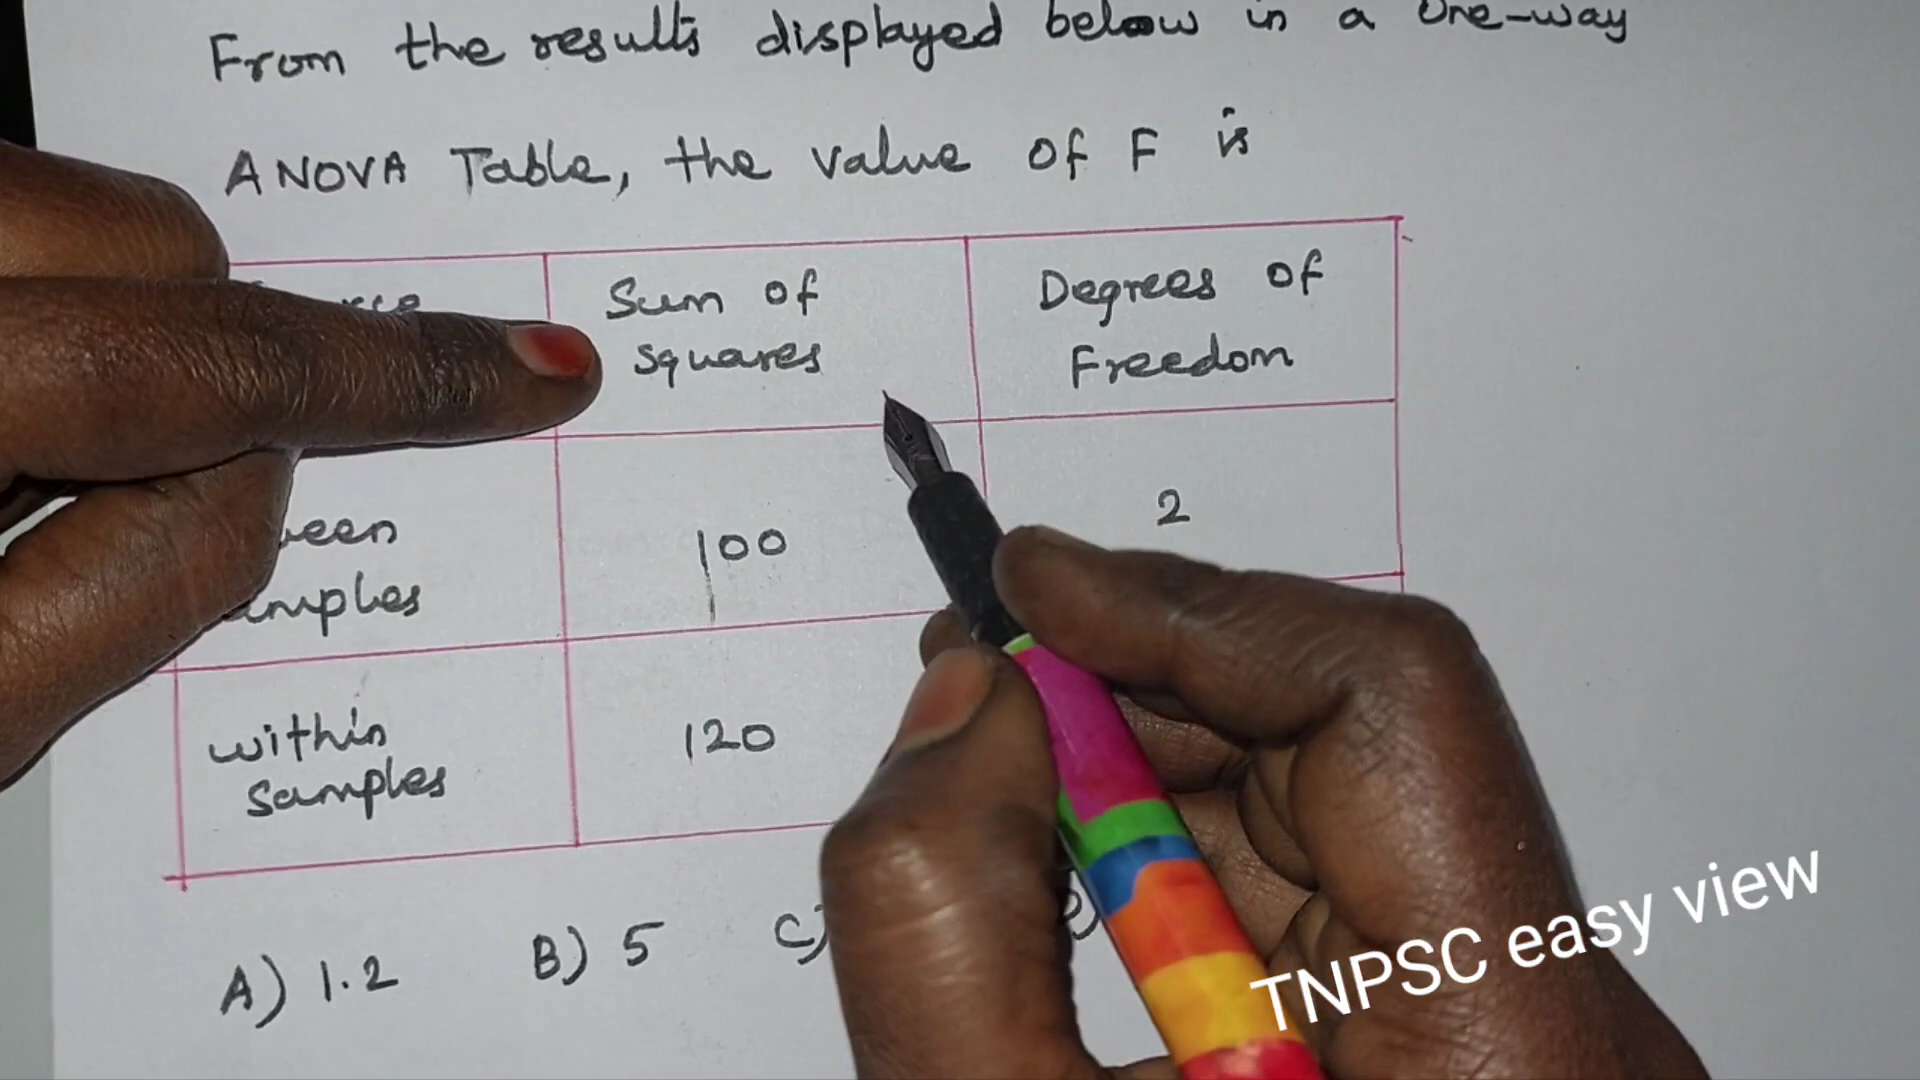 From the results displayed below in a One-way
ANOVA Table, the value of F is
Sum of Degrees of
squares Freedom
100 2
within 120
samples
A) 1.2 B) 5 C)
TNPSC easy view